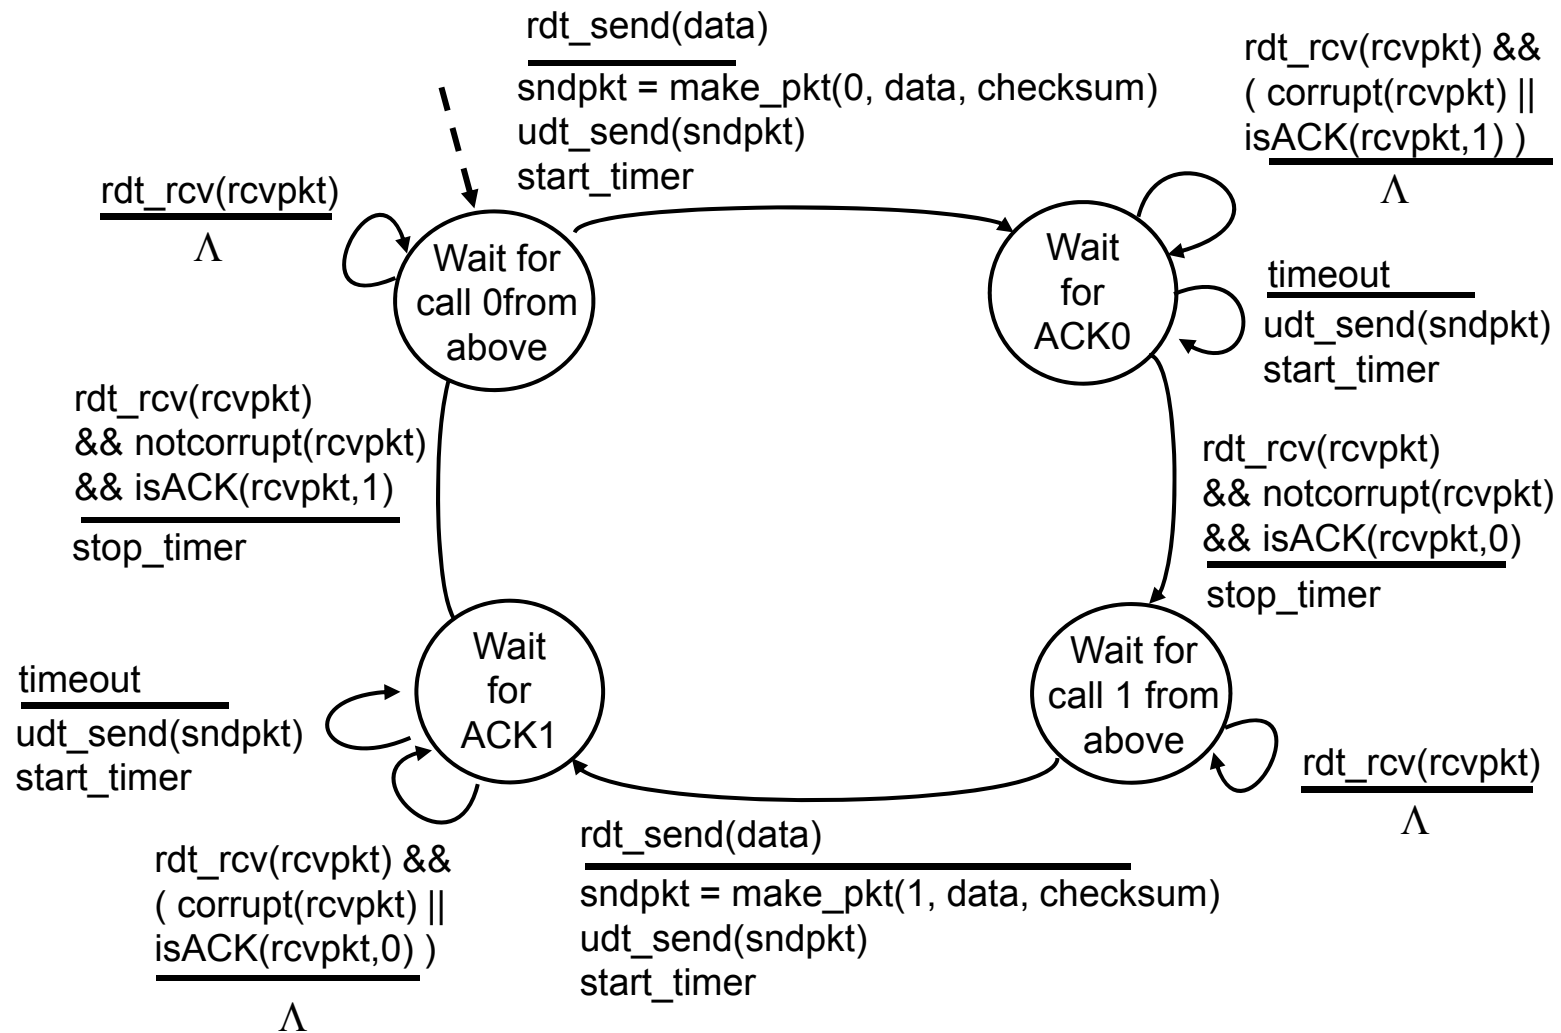 rdt_send(data)
sndpkt = make_pkt(0, data, checksum)
udt_send(sndpkt)
start_timer
rdt_rcv(rcvpkt) &&
( corrupt(rcvpkt) ||
isACK(rcvpkt,1) )
Λ
rdt_rcv(rcvpkt)
Λ
Wait for
call 0from
above
Wait
for
ACK0
timeout
udt_send(sndpkt)
start_timer
rdt_rcv(rcvpkt)
&& notcorrupt(rcvpkt)
&& isACK(rcvpkt,1)
stop_timer
rdt_rcv(rcvpkt)
&& notcorrupt(rcvpkt)
&& isACK(rcvpkt,0)
stop_timer
Wait
for
ACK1
Wait for
call 1 from
above
timeout
udt_send(sndpkt)
start_timer
rdt_rcv(rcvpkt)
Λ
rdt_rcv(rcvpkt) &&
( corrupt(rcvpkt) ||
isACK(rcvpkt,0) )
Λ
rdt_send(data)
sndpkt = make_pkt(1, data, checksum)
udt_send(sndpkt)
start_timer